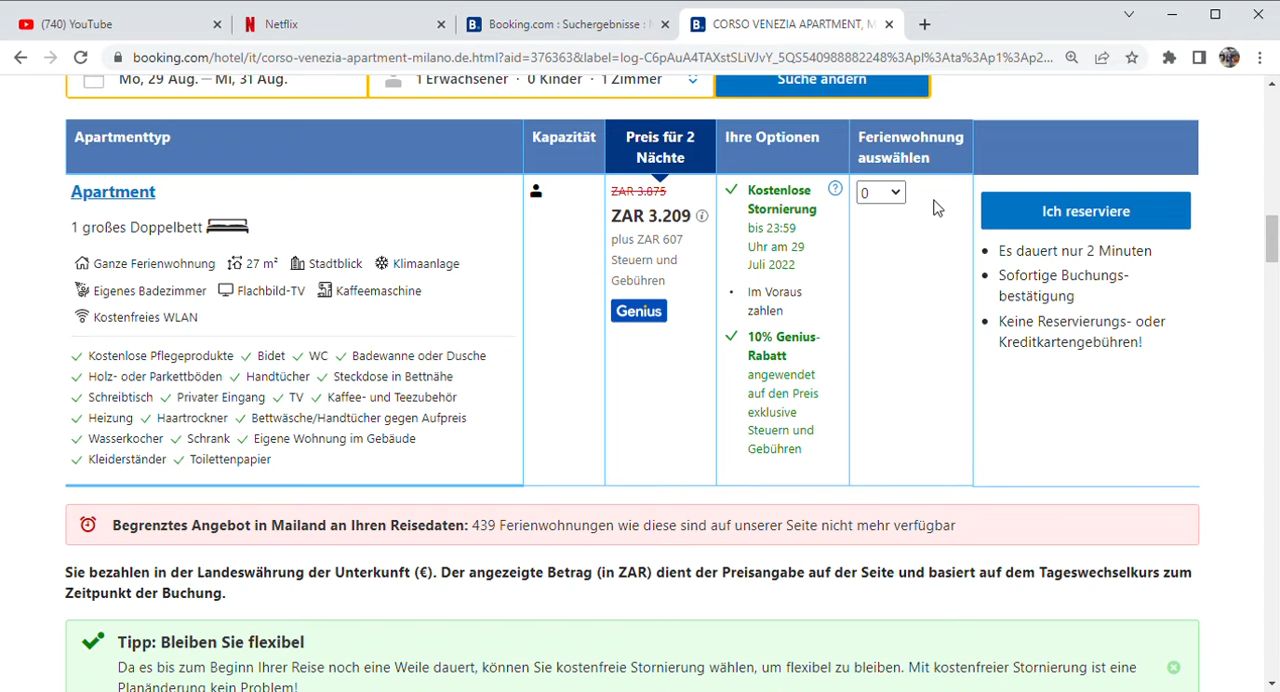 (740) YouTube
Netflix
Booking.com : Suchergebnisse :
CORSO VENEZIA APARTMENT, M
booking.com/hotel/it/corso-venezia-apartment-milano.de.html?aid=376363&label=log-C6pAuA4TAXstSLiVJvY_5QS540988882248%3Apl%3Ata%3Ap1%3Ap2...
Mo, 29 Aug. — Mi, 31 Aug.
1 Erwachsener · 0 Kinder · 1 Zimmer
Suche ändern
Apartmenttyp
Kapazität
Preis für 2
Nächte
Ihre Optionen
Ferienwohnung
auswählen
Apartment
1 großes Doppelbett
Ganze Ferienwohnung 27 m² Stadtblick Klimaanlage
Eigenes Badezimmer Flachbild-TV Kaffeemaschine
Kostenfreies WLAN
Kostenlose Pflegeprodukte Bidet WC Badewanne oder Dusche
Holz- oder Parkettböden Handtücher Steckdose in Bettnähe
Schreibtisch Privater Eingang TV Kaffee- und Teezubehör
Heizung Haartrockner Bettwäsche/Handtücher gegen Aufpreis
Wasserkocher Schrank Eigene Wohnung im Gebäude
Kleiderständer Toilettenpapier
ZAR 3.875
ZAR 3.209
plus ZAR 607
Steuern und
Gebühren
Genius
Kostenlose
Stornierung
bis 23:59
Uhr am 29
Juli 2022
• Im Voraus
zahlen
10% Genius-
Rabatt
angewendet
auf den Preis
exklusive
Steuern und
Gebühren
0
Ich reserviere
• Es dauert nur 2 Minuten
• Sofortige Buchungs-
bestätigung
• Keine Reservierungs- oder
Kreditkartengebühren!
Begrenztes Angebot in Mailand an Ihren Reisedaten: 439 Ferienwohnungen wie diese sind auf unserer Seite nicht mehr verfügbar
Sie bezahlen in der Landeswährung der Unterkunft (€). Der angezeigte Betrag (in ZAR) dient der Preisangabe auf der Seite und basiert auf dem Tageswechselkurs zum
Zeitpunkt der Buchung.
Tipp: Bleiben Sie flexibel
Da es bis zum Beginn Ihrer Reise noch eine Weile dauert, können Sie kostenfreie Stornierung wählen, um flexibel zu bleiben. Mit kostenfreier Stornierung ist eine
Planänderung kein Problem!